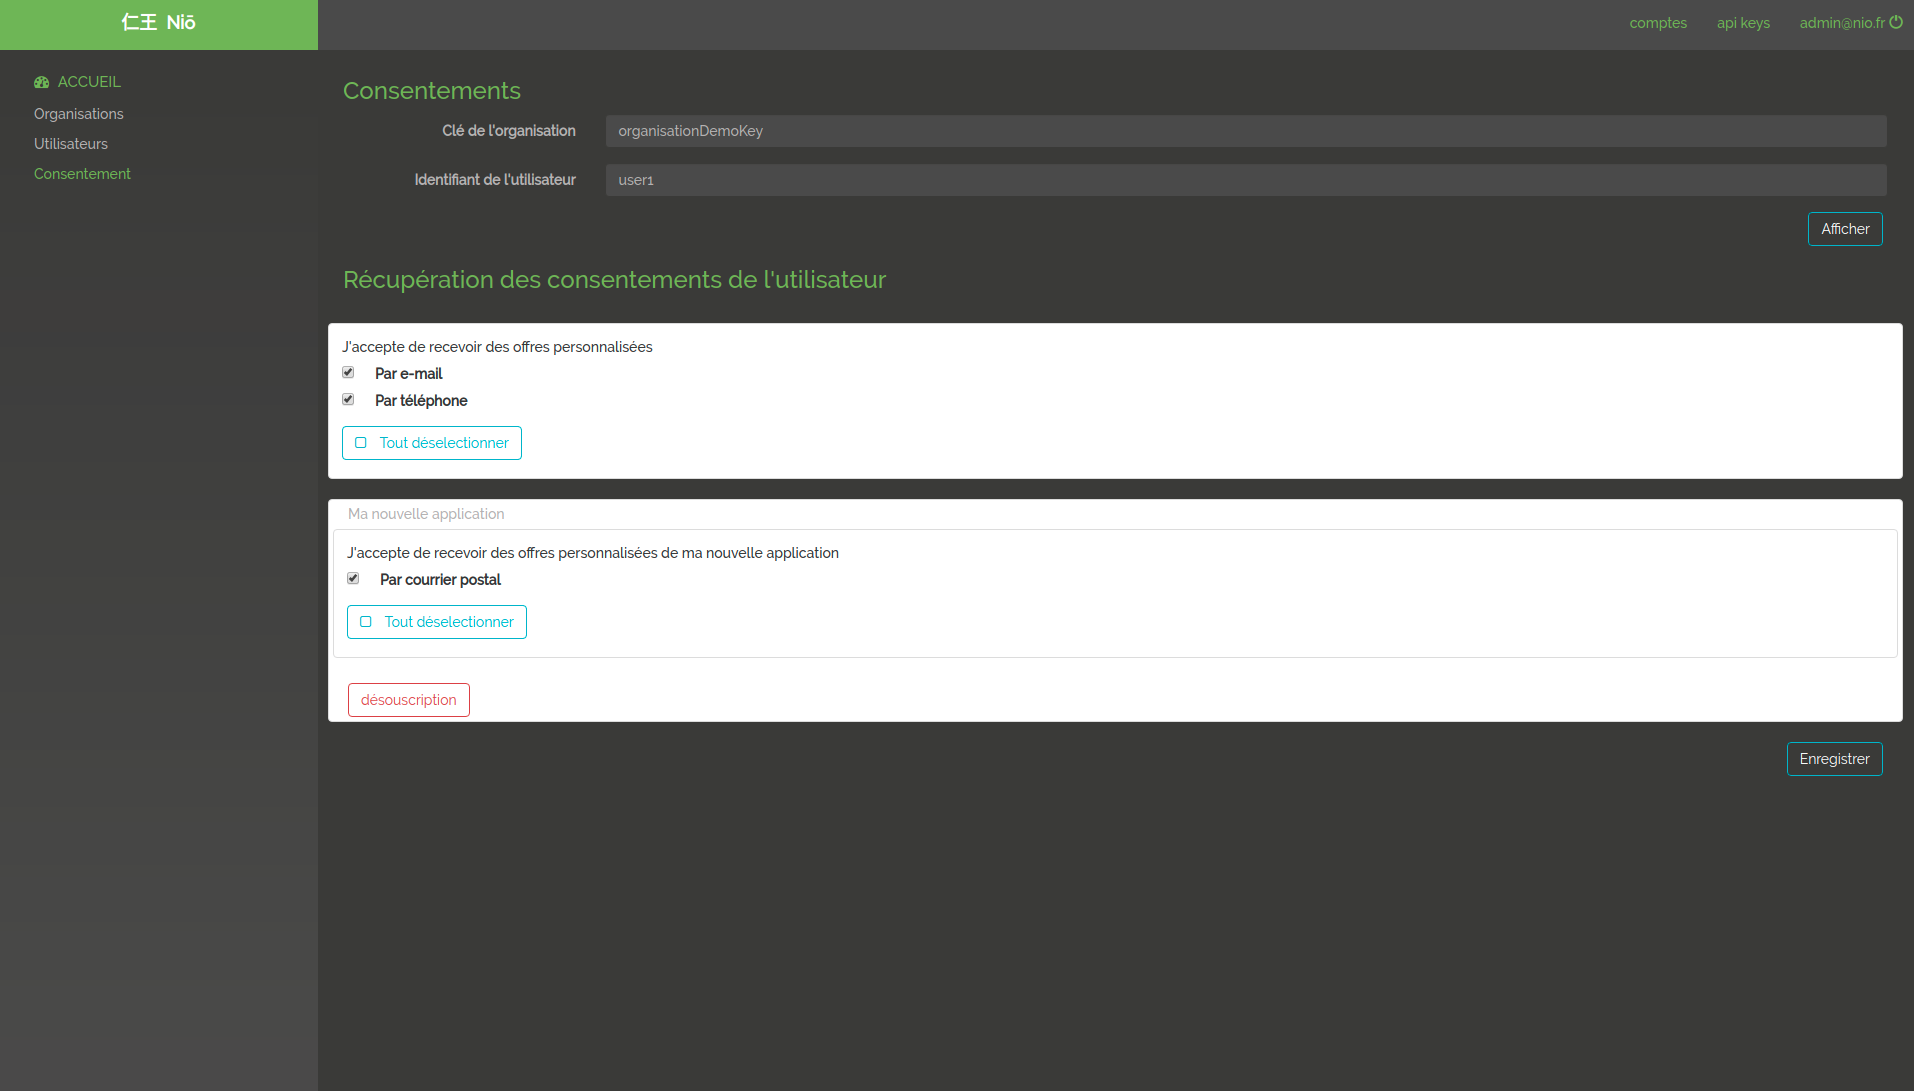 仁王 Niō
comptes
api keys
admin@nio.fr
ACCUEIL
Organisations
Utilisateurs
Consentement
Consentements
Clé de l'organisation
organisationDemoKey
Identifiant de l'utilisateur
user1
Afficher
Récupération des consentements de l'utilisateur
J'accepte de recevoir des offres personnalisées
Par e-mail
Par téléphone
Tout déselectionner
Ma nouvelle application
J'accepte de recevoir des offres personnalisées de ma nouvelle application
Par courrier postal
Tout déselectionner
désouscription
Enregistrer